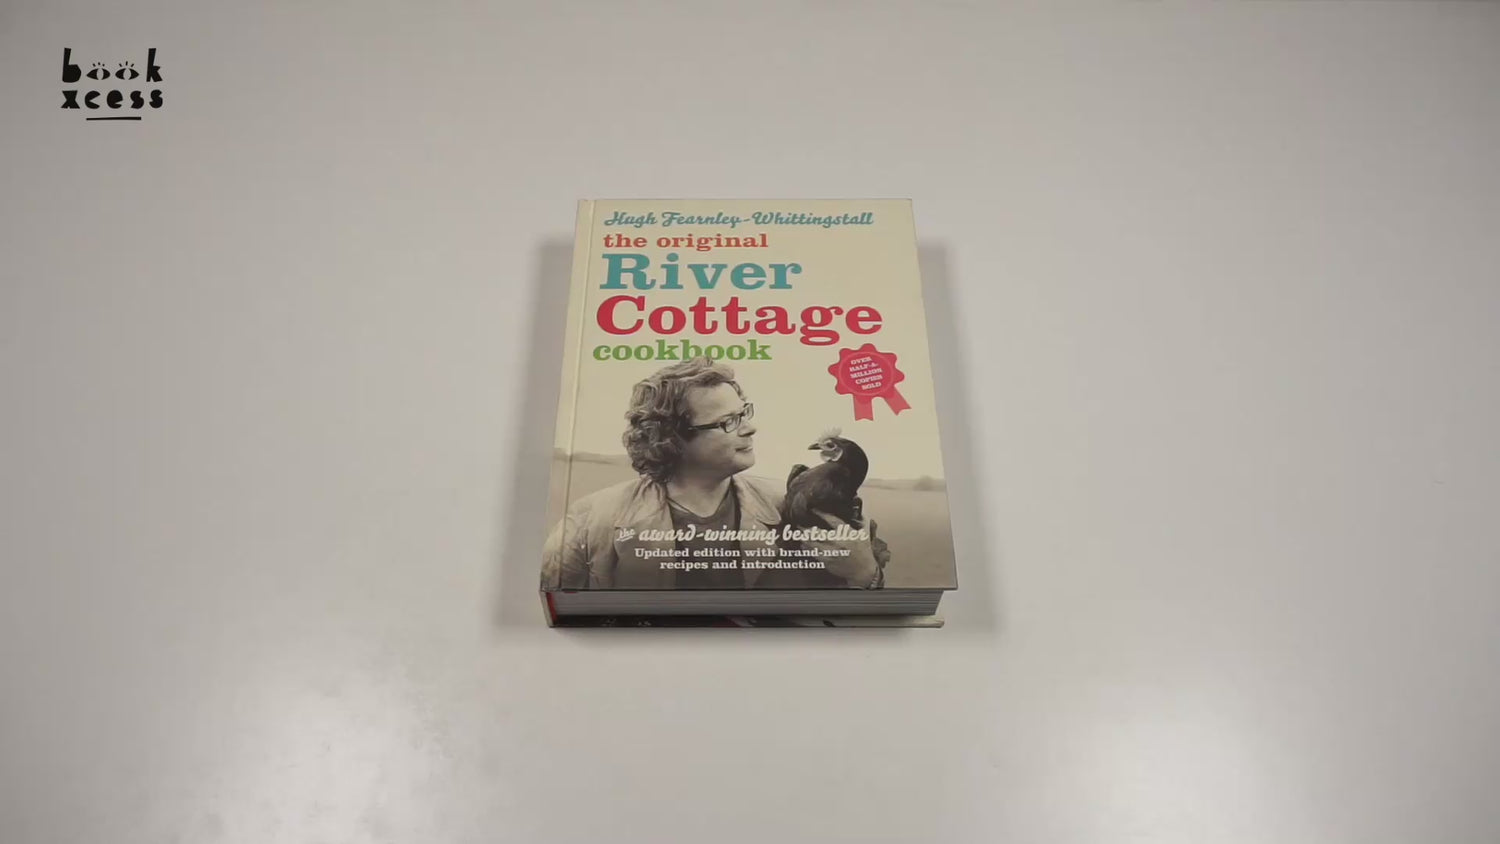 book
xcess
Hugh Fearnley-Whittingstall
the original
River
Cottage
cookbook
OVER
HALF-A-
MILLION
COPIES
SOLD
the award-winning bestseller
Updated edition with brand-new
recipes and introduction